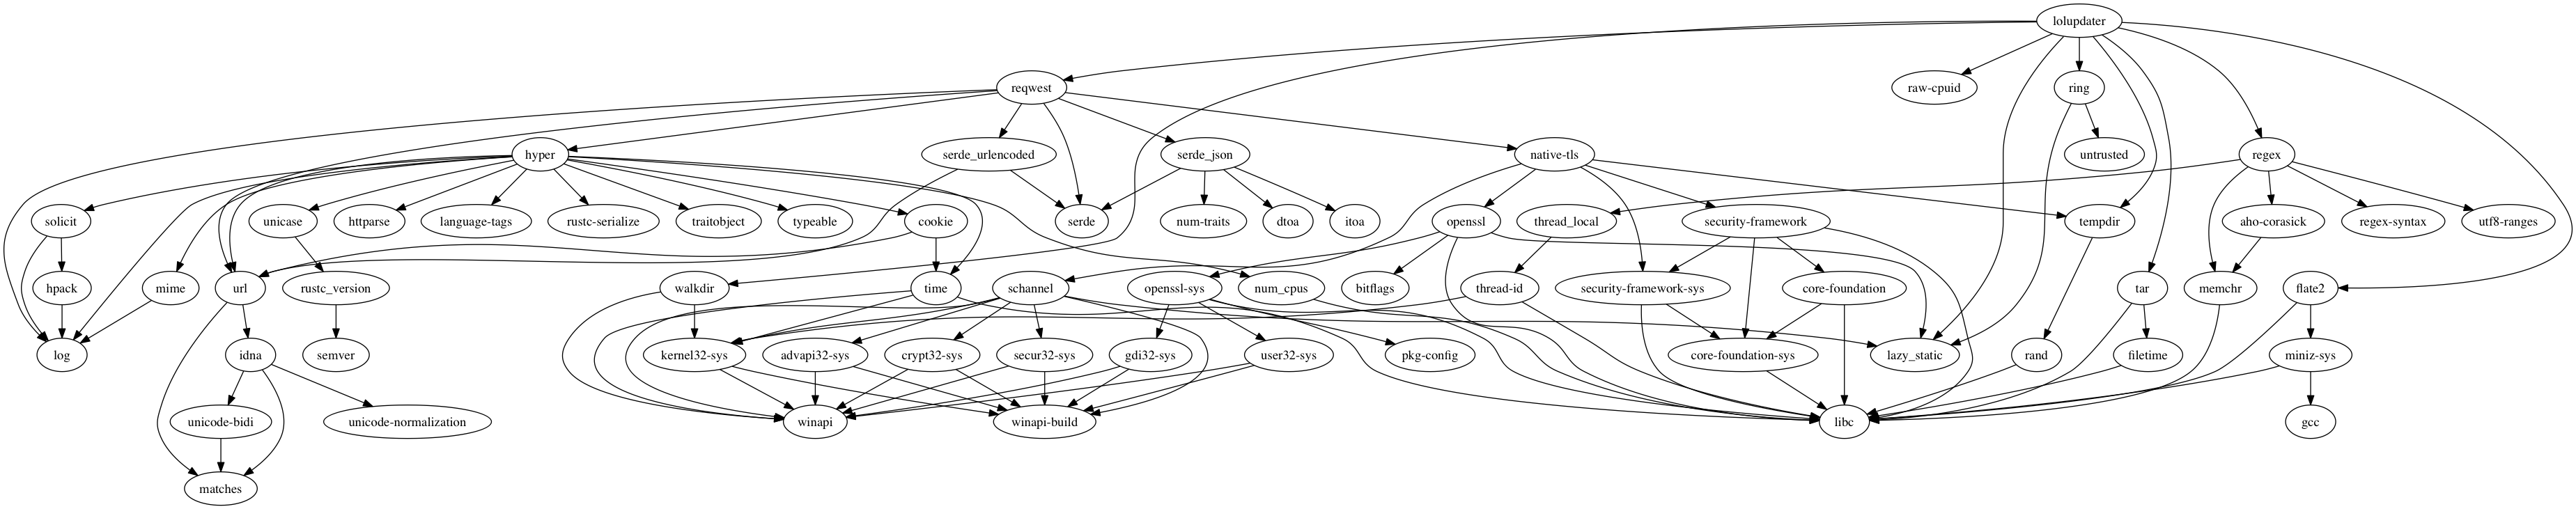 lolupdater
reqwest
raw-cpuid
ring
hyper
serde_urlencoded
serde_json
native-tls
untrusted
regex
solicit
unicase
httparse
language-tags
rustc-serialize
traitobject
typeable
cookie
serde
num-traits
dtoa
itoa
openssl
thread_local
security-framework
tempdir
aho-corasick
regex-syntax
utf8-ranges
hpack
mime
url
rustc_version
walkdir
time
schannel
openssl-sys
num_cpus
bitflags
thread-id
security-framework-sys
core-foundation
tar
memchr
flate2
log
idna
semver
kernel32-sys
advapi32-sys
crypt32-sys
secur32-sys
gdi32-sys
user32-sys
pkg-config
core-foundation-sys
lazy_static
rand
filetime
miniz-sys
unicode-bidi
unicode-normalization
winapi
winapi-build
libc
gcc
matches